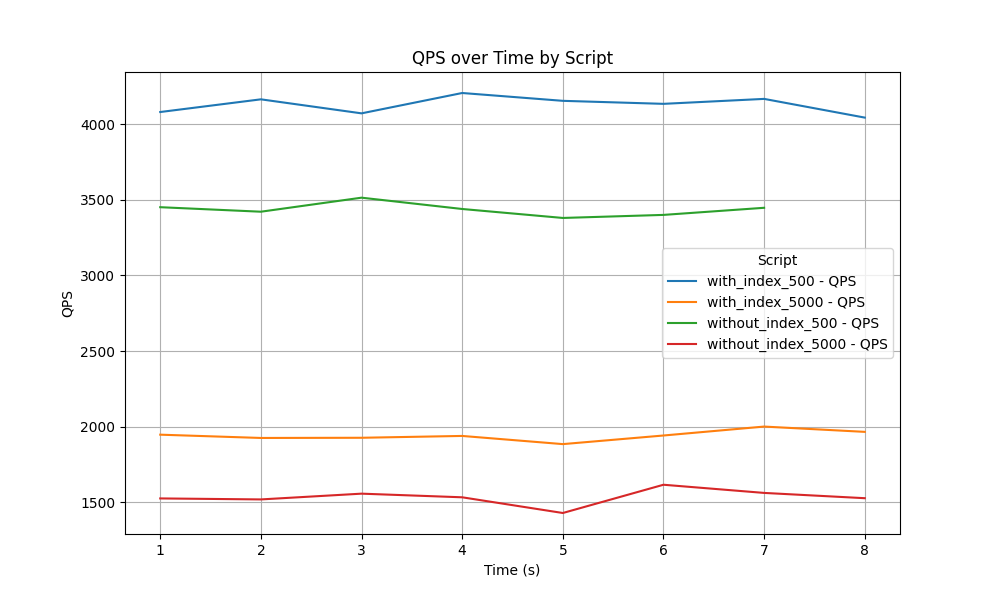 QPS over Time by Script
4000
3500
3000
2500
2000
1500
QPS
Script
with_index_500 - QPS
with_index_5000 - QPS
without_index_500 - QPS
without_index_5000 - QPS
1 2 3 4 5 6 7 8
Time (s)